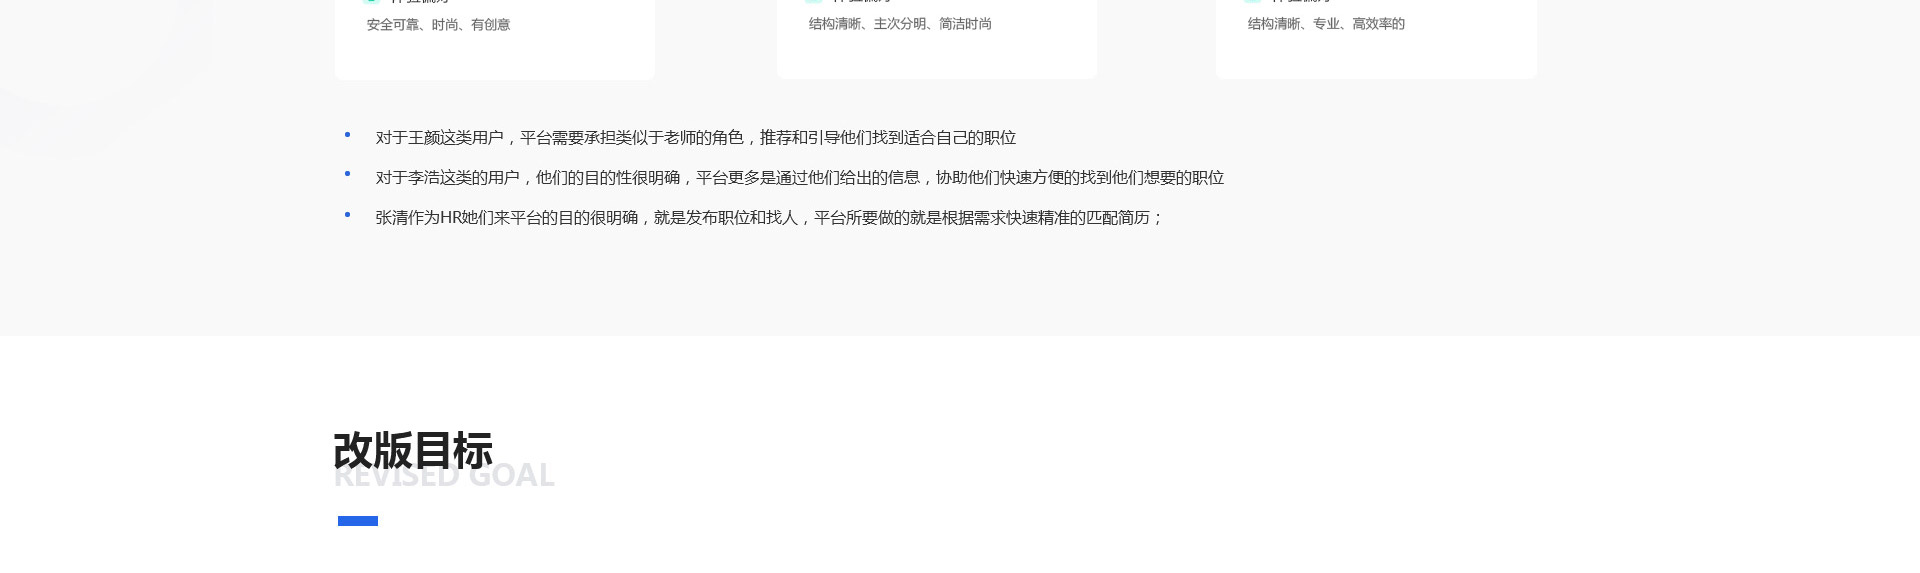 安全可靠、时尚、有创意
结构清晰、主次分明、简洁时尚
结构清晰、专业、高效率的
对于王颜这类用户，平台需要承担类似于老师的角色，推荐和引导他们找到适合自己的职位
对于李浩这类的用户，他们的目的性很明确，平台更多是通过他们给出的信息，协助他们快速方便的找到他们想要的职位
张清作为HR她们来平台的目的很明确，就是发布职位和找人，平台所要做的就是根据需求快速精准的匹配简历；
改版目标
REVISED GOAL